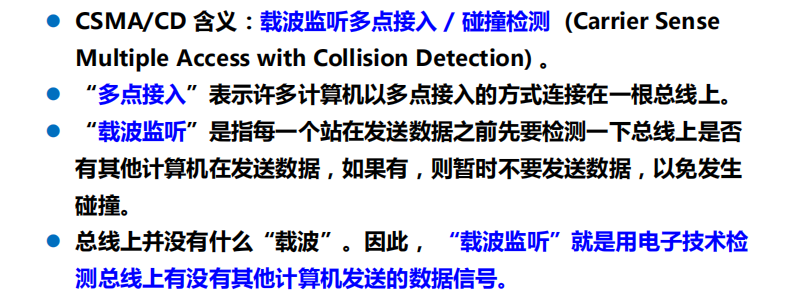 ● CSMA/CD 含义：载波监听多点接入 / 碰撞检测 (Carrier Sense
Multiple Access with Collision Detection) 。
● “多点接入”表示许多计算机以多点接入的方式连接在一根总线上。
● “载波监听”是指每一个站在发送数据之前先要检测一下总线上是否
有其他计算机在发送数据，如果有，则暂时不要发送数据，以免发生
碰撞。
● 总线上并没有什么“载波”。因此， “载波监听”就是用电子技术检
测总线上有没有其他计算机发送的数据信号。